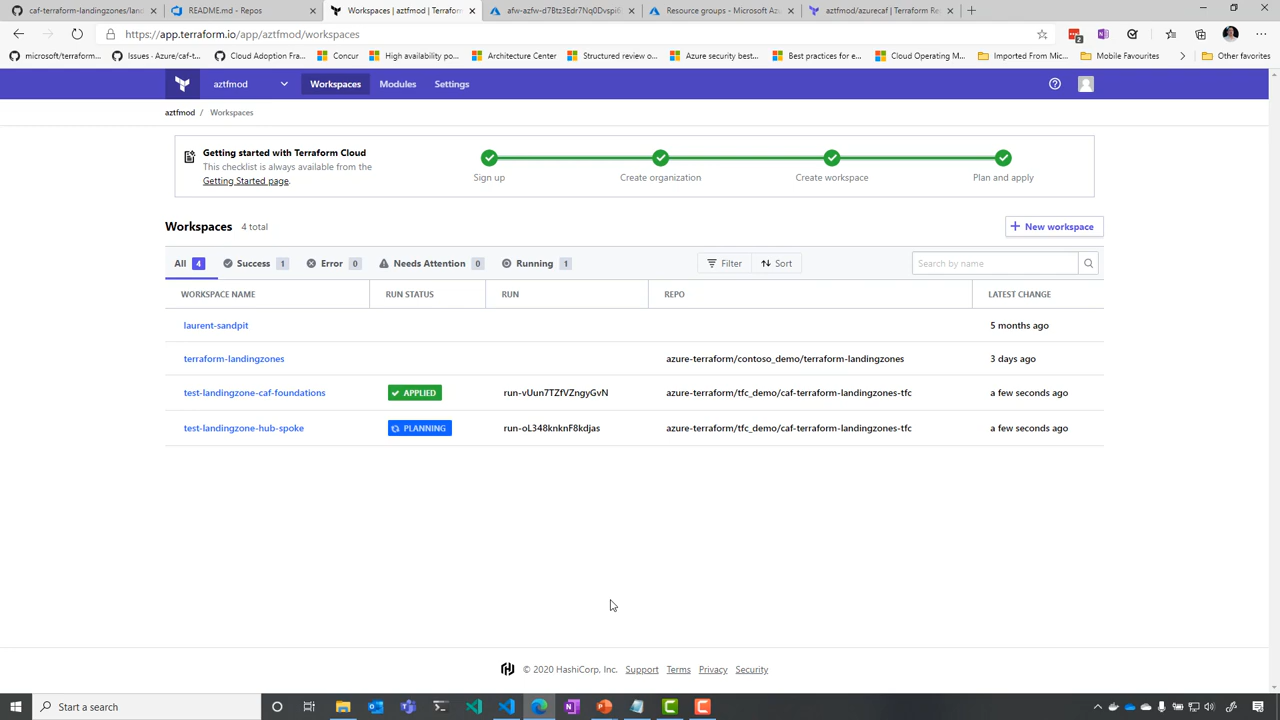 caf-terraform-landingzones/land
README.md - Repos
Workspaces | aztfmod | Terraform
afw-azfw-d7Btz3Edr7Nq0Dvspi8
Resource groups - Microsoft Az
aztfmod/azurecaf | Terraform Re
https://app.terraform.io/app/aztfmod/workspaces
2
microsoft/terraform...
Issues - Azure/caf-t...
Cloud Adoption Fra...
Concur
High availability po...
Architecture Center
Structured review o...
Azure security best...
Best practices for e...
Cloud Operating M...
Imported From Mic...
Mobile Favourites
Other favorites
aztfmod
Workspaces
Modules
Settings
aztfmod / Workspaces
Getting started with Terraform Cloud
This checklist is always available from the
Getting Started page.
Sign up
Create organization
Create workspace
Plan and apply
Workspaces 4 total
New workspace
All 4
Success 1
Error 0
Needs Attention 0
Running 1
Filter
Sort
Search by name
WORKSPACE NAME RUN STATUS RUN REPO LATEST CHANGE
laurent-sandpit 5 months ago
terraform-landingzones azure-terraform/contoso_demo/terraform-landingzones 3 days ago
test-landingzone-caf-foundations APPLIED run-vUun7TZfVZngyGvN azure-terraform/tfc_demo/caf-terraform-landingzones-tfc a few seconds ago
test-landingzone-hub-spoke PLANNING run-oL348knknF8kdjas azure-terraform/tfc_demo/caf-terraform-landingzones-tfc a few seconds ago
© 2020 HashiCorp, Inc. Support Terms Privacy Security
Start a search